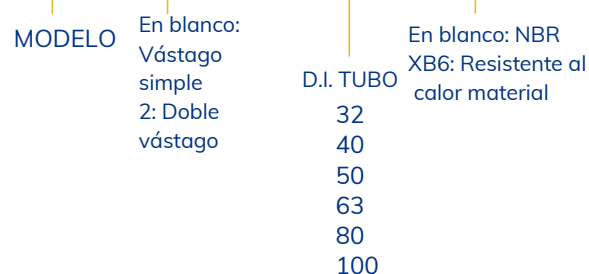 MODELO
En blanco:
Vástago
simple
2: Doble
vástago
D.I. TUBO
32
40
50
63
80
100
En blanco: NBR
XB6: Resistente al
calor material